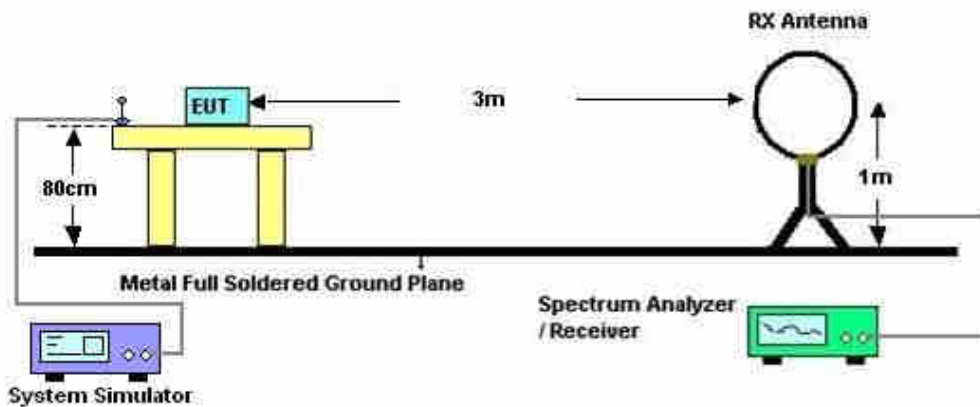 RX Antenna
EUT
3m
80cm
1m
Metal Full Soldered Ground Plane
Spectrum Analyzer
/ Receiver
System Simulator